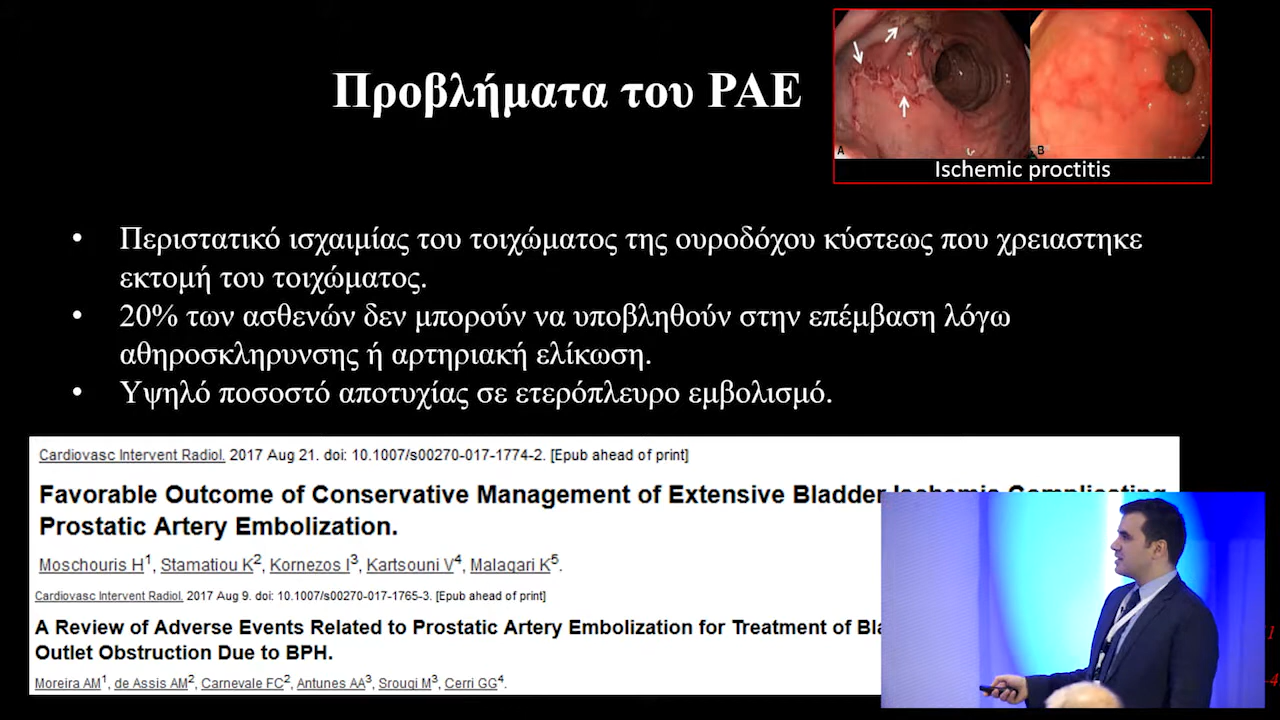 Προβλήματα του PAE
A
B
Ischemic proctitis
• Περιστατικό ισχαιμίας του τοιχώματος της ουροδόχου κύστεως που χρειαστηκε
εκτομή του τοιχώματος.
• 20% των ασθενών δεν μπορούν να υποβληθούν στην επέμβαση λόγω
αθηροσκληρυνσης ή αρτηριακή ελίκωση.
• Υψηλό ποσοστό αποτυχίας σε ετερόπλευρο εμβολισμό.
Cardiovasc Intervent Radiol. 2017 Aug 21. doi: 10.1007/s00270-017-1774-2. [Epub ahead of print]
Favorable Outcome of Conservative Management of Extensive Bladder Ischemia Complicating
Prostatic Artery Embolization.
Moschouris H1, Stamatiou K2, Kornezos I3, Kartsouni V4, Malagari K5.
Cardiovasc Intervent Radiol. 2017 Aug 9. doi: 10.1007/s00270-017-1765-3. [Epub ahead of print]
A Review of Adverse Events Related to Prostatic Artery Embolization for Treatment of
Outlet Obstruction Due to BPH.
Moreira AM1, de Assis AM2, Carnevale FC2, Antunes AA3, Srougi M3, Cerri GG4.